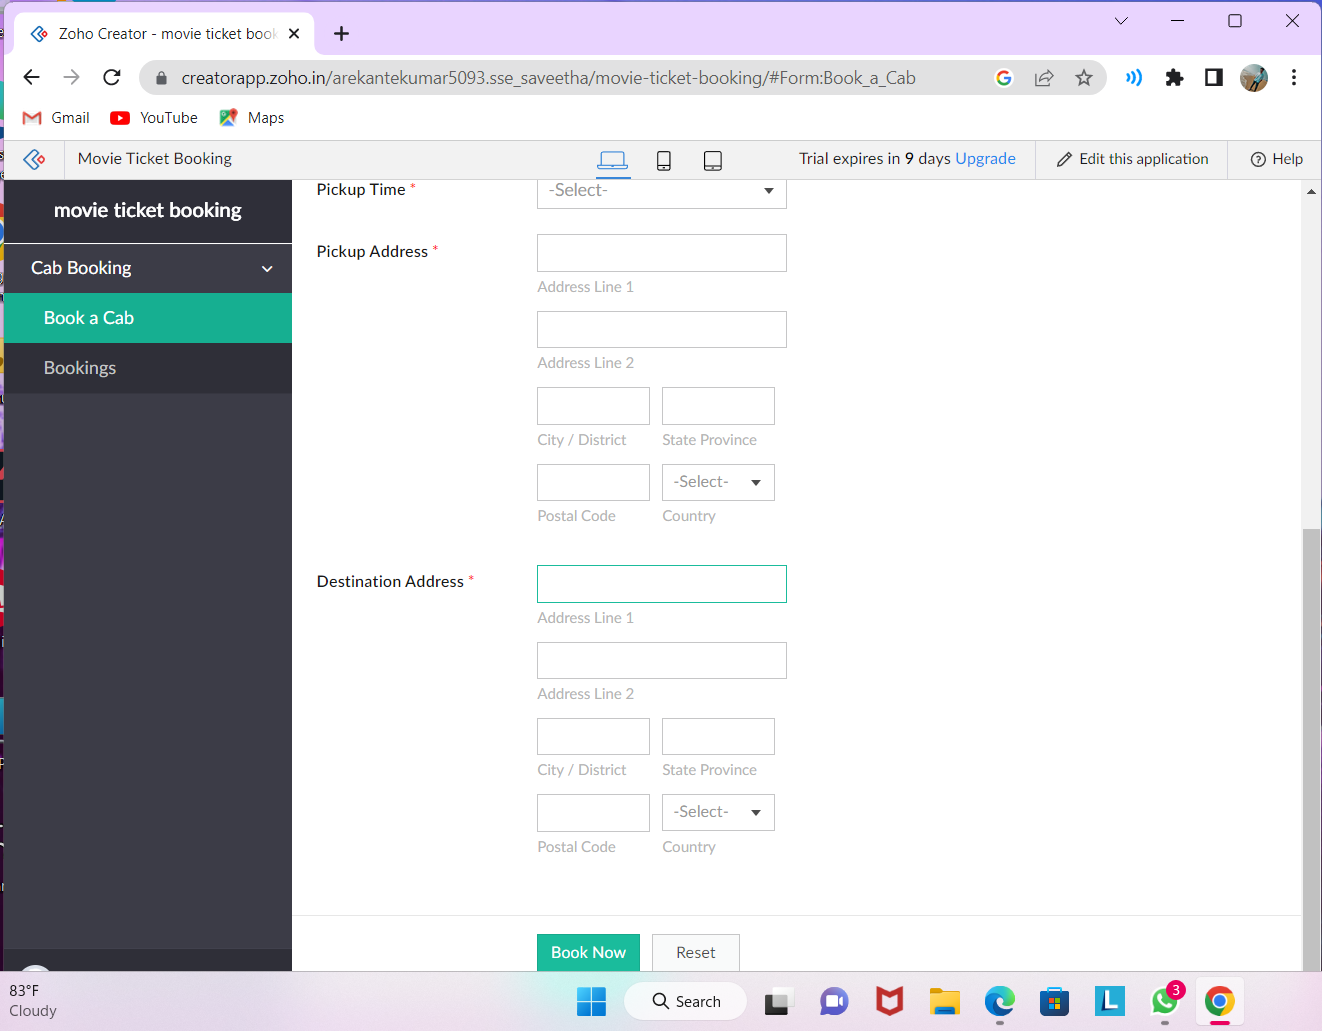 Zoho Creator - movie ticket book
creatorapp.zoho.in/arekantekumar5093.sse_saveetha/movie-ticket-booking/#Form:Book_a_Cab
Gmail YouTube Maps
Movie Ticket Booking Trial expires in 9 days Upgrade Edit this application Help
movie ticket booking
Cab Booking
Book a Cab
Bookings
Pickup Time * -Select-
Pickup Address *
Address Line 1
Address Line 2
City / District State Province
-Select-
Postal Code Country
Destination Address *
Address Line 1
Address Line 2
City / District State Province
-Select-
Postal Code Country
Book Now Reset
83°F
Cloudy
Search
3